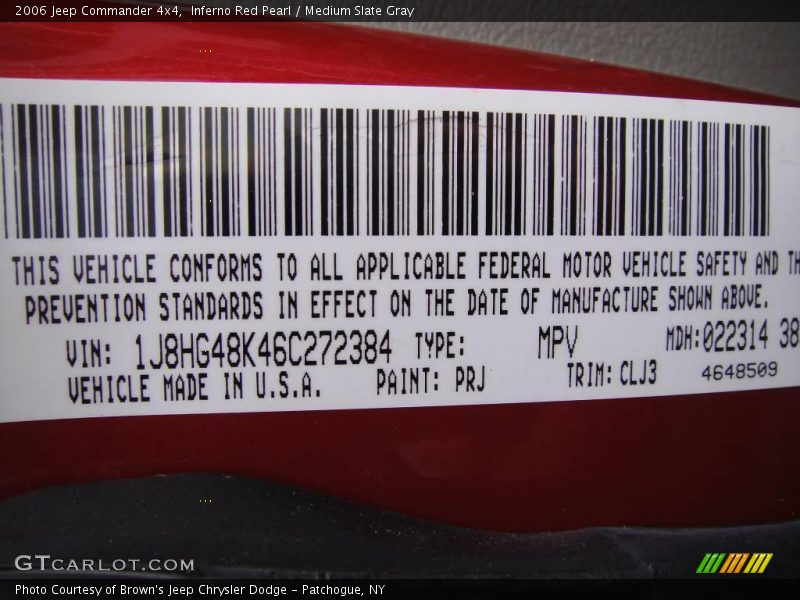 2006 Jeep Commander 4x4, Inferno Red Pearl / Medium Slate Gray
THIS VEHICLE CONFORMS TO ALL APPLICABLE FEDERAL MOTOR VEHICLE SAFETY AND TH
PREVENTION STANDARDS IN EFFECT ON THE DATE OF MANUFACTURE SHOWN ABOVE.
VIN: 1J8HG48K46C272384 TYPE: MPV MDH:022314 38
VEHICLE MADE IN U.S.A. PAINT: PRJ TRIM: CLJ3 4648509
GTCARLOT.COM
Photo Courtesy of Brown's Jeep Chrysler Dodge - Patchogue, NY